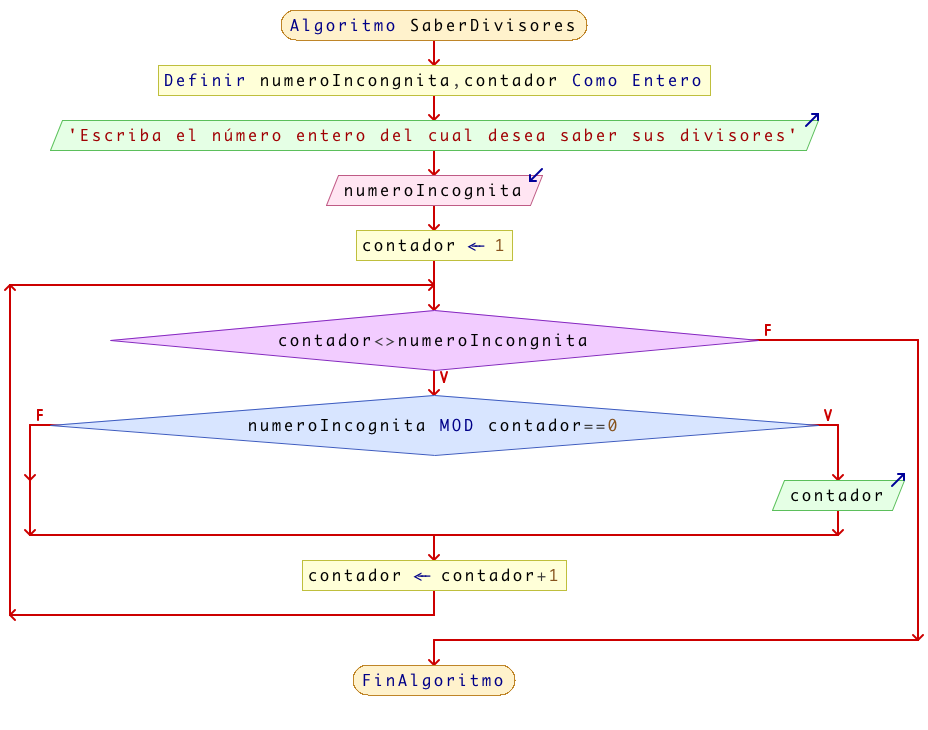 Algoritmo SaberDivisores
Definir numeroIncongnita,contador Como Entero
'Escriba el número entero del cual desea saber sus divisores'
numeroIncognita
contador ← 1
contador<>numeroIncongnita
F
V
numeroIncognita MOD contador==0
F
V
contador
contador ← contador+1
FinAlgoritmo